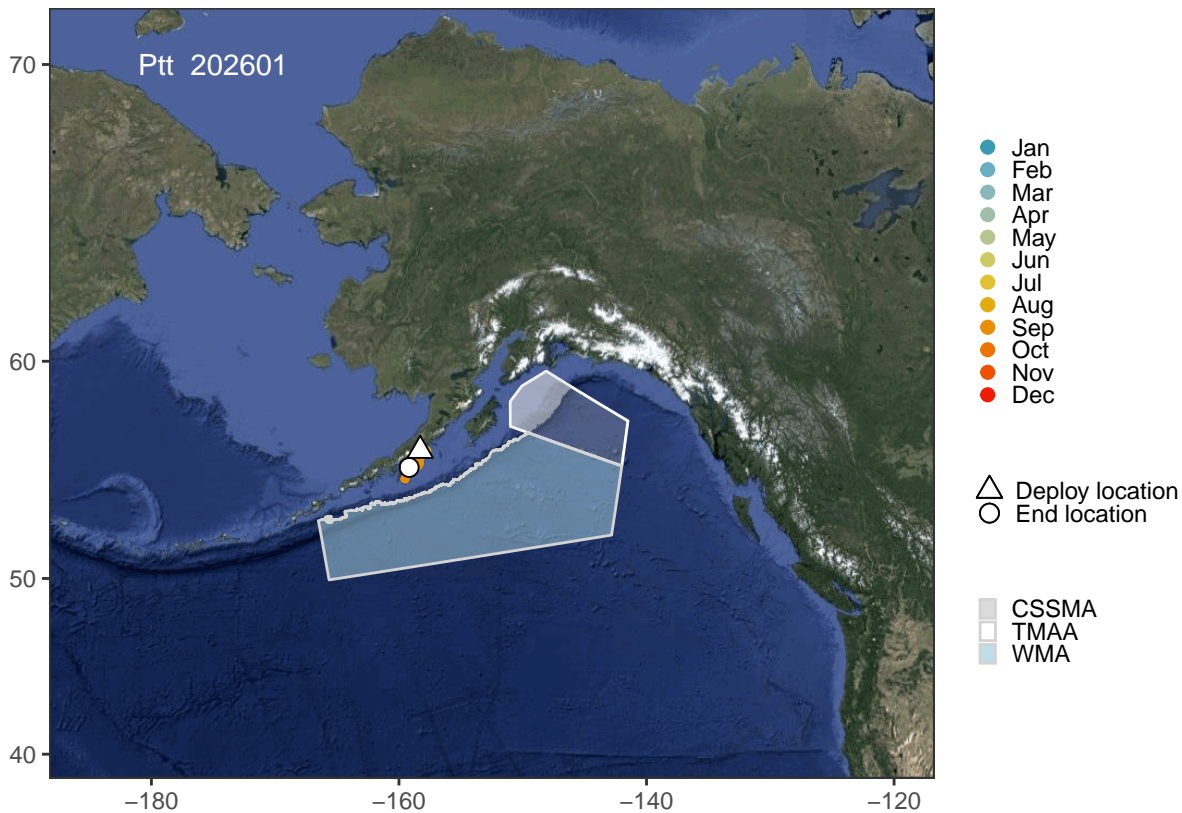 Ptt 202601
70
60
50
40
−180
−160
−140
−120
Jan
Feb
Mar
Apr
May
Jun
Jul
Aug
Sep
Oct
Nov
Dec
Deploy location
End location
CSSMA
TMAA
WMA